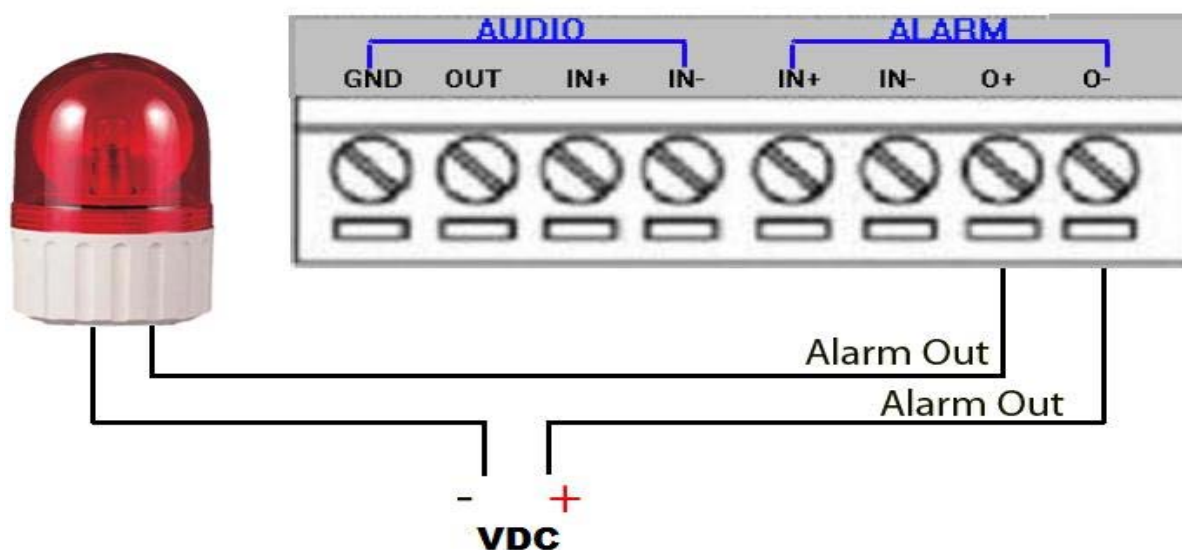 AUDIO ALARM
GND OUT IN+ IN- IN+ IN- O+ O-
Alarm Out
Alarm Out
- +
VDC